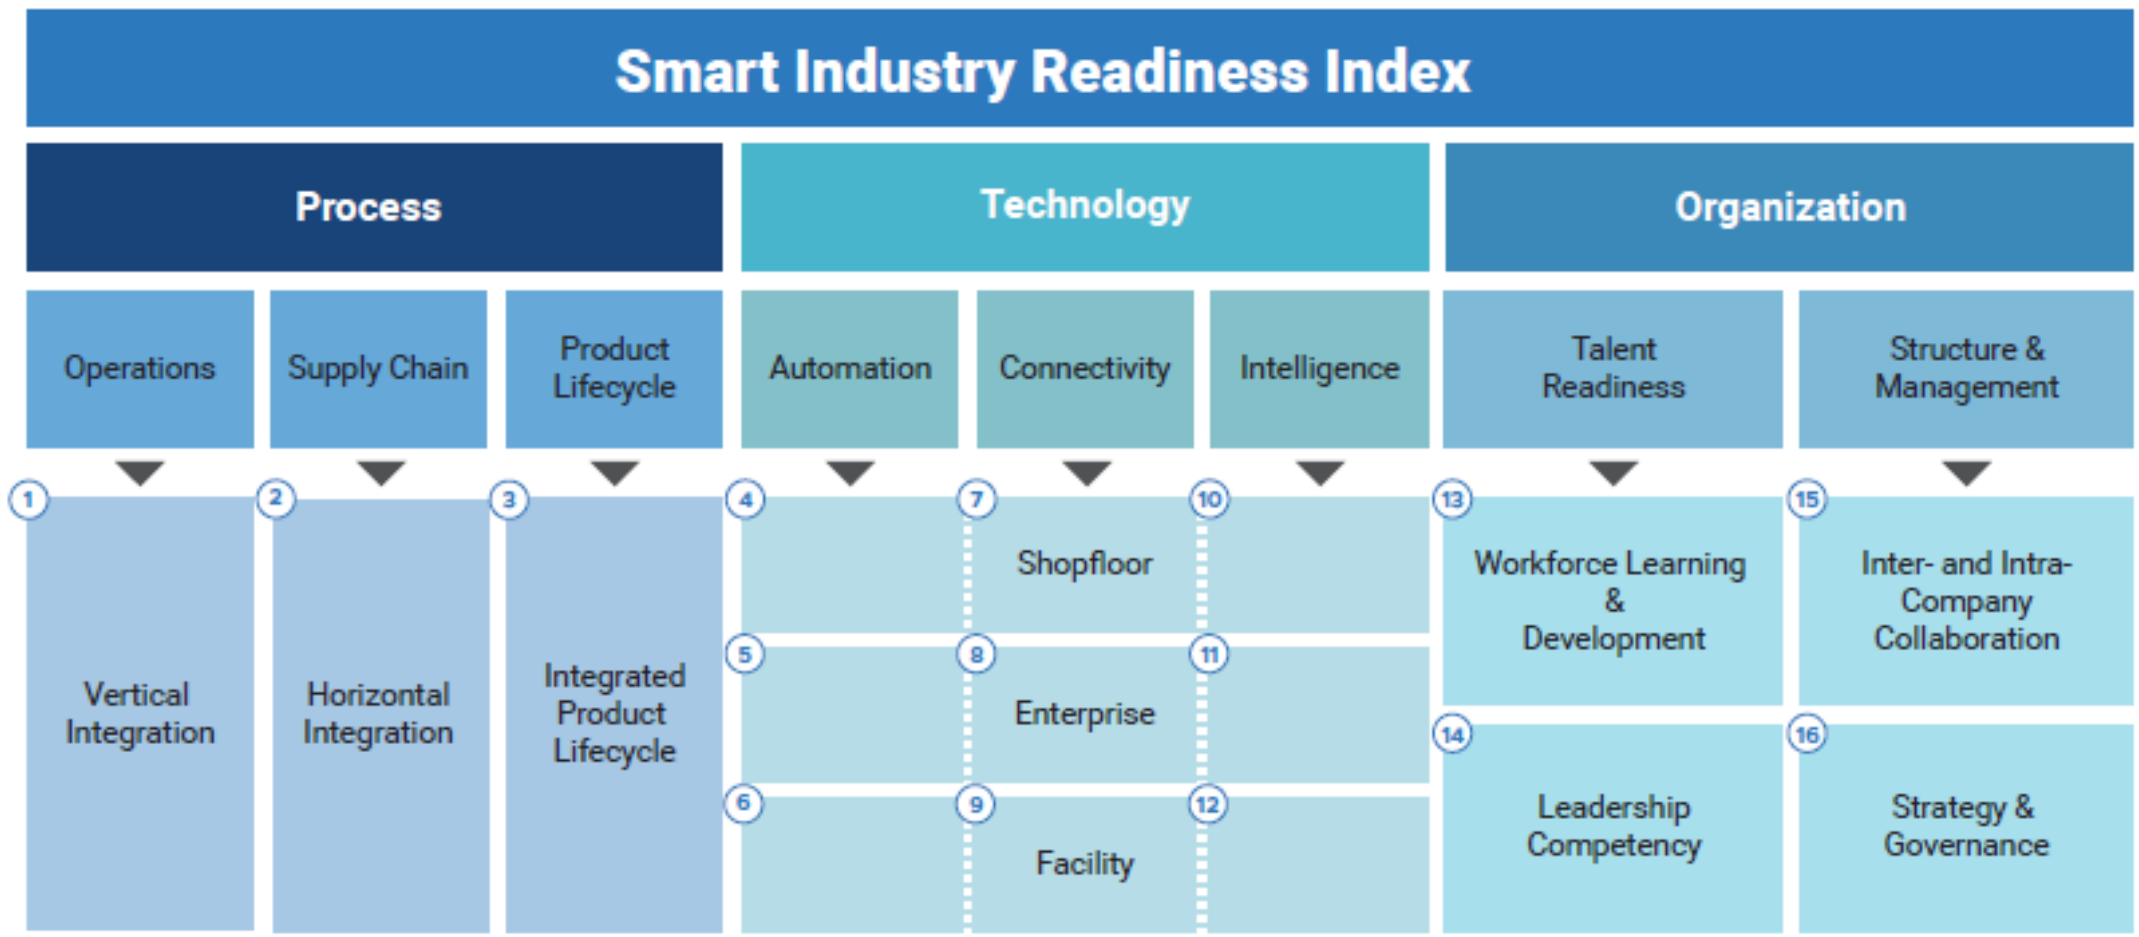 Smart Industry Readiness Index
Process
Technology
Organization
Operations
Supply Chain
Product
Lifecycle
Automation
Connectivity
Intelligence
Talent
Readiness
Structure &
Management
1
Vertical
Integration
2
Horizontal
Integration
3
Integrated
Product
Lifecycle
4
7
10
Shopfloor
5
8
11
Enterprise
6
9
12
Facility
13
Workforce Learning
&
Development
14
Leadership
Competency
15
Inter- and Intra-
Company
Collaboration
16
Strategy &
Governance